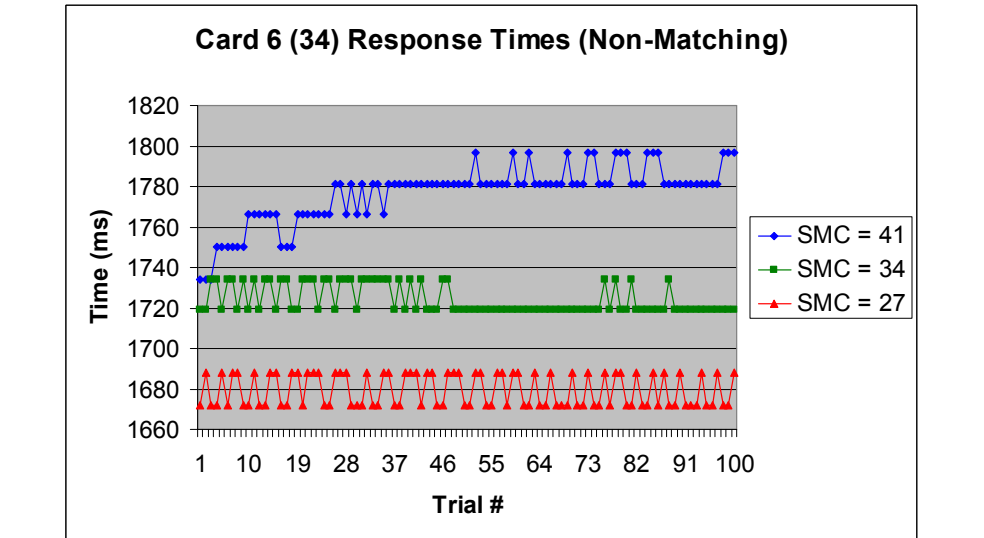 Card 6 (34) Response Times (Non-Matching)
1820
1800
1780
1760
1740
1720
1700
1680
1660
Time (ms)
1 10 19 28 37 46 55 64 73 82 91 100
Trial #
SMC = 41
SMC = 34
SMC = 27